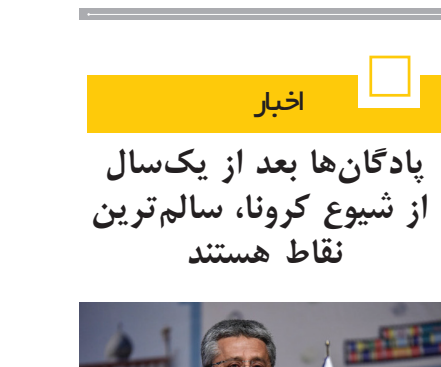 اخبار
پادگان‌ها بعد از یک‌سال
از شیوع کرونا، سالم‌ترین
نقاط هستند